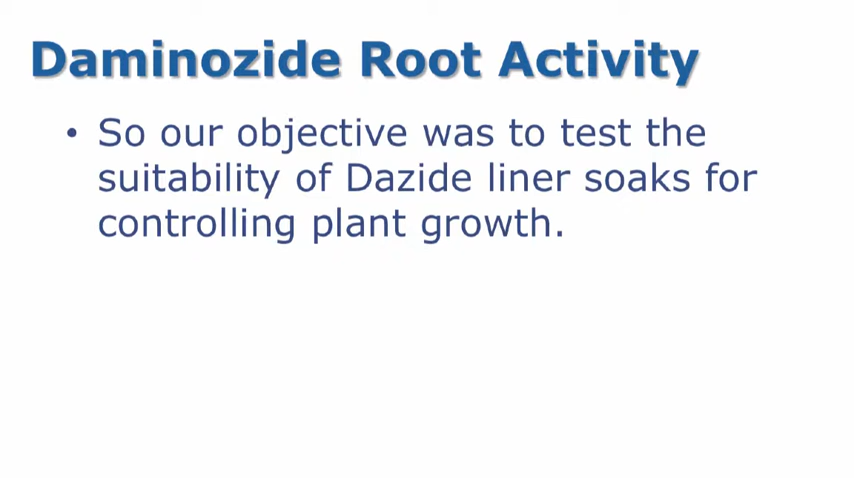 Daminozide Root Activity
• So our objective was to test the
suitability of Dazide liner soaks for
controlling plant growth.